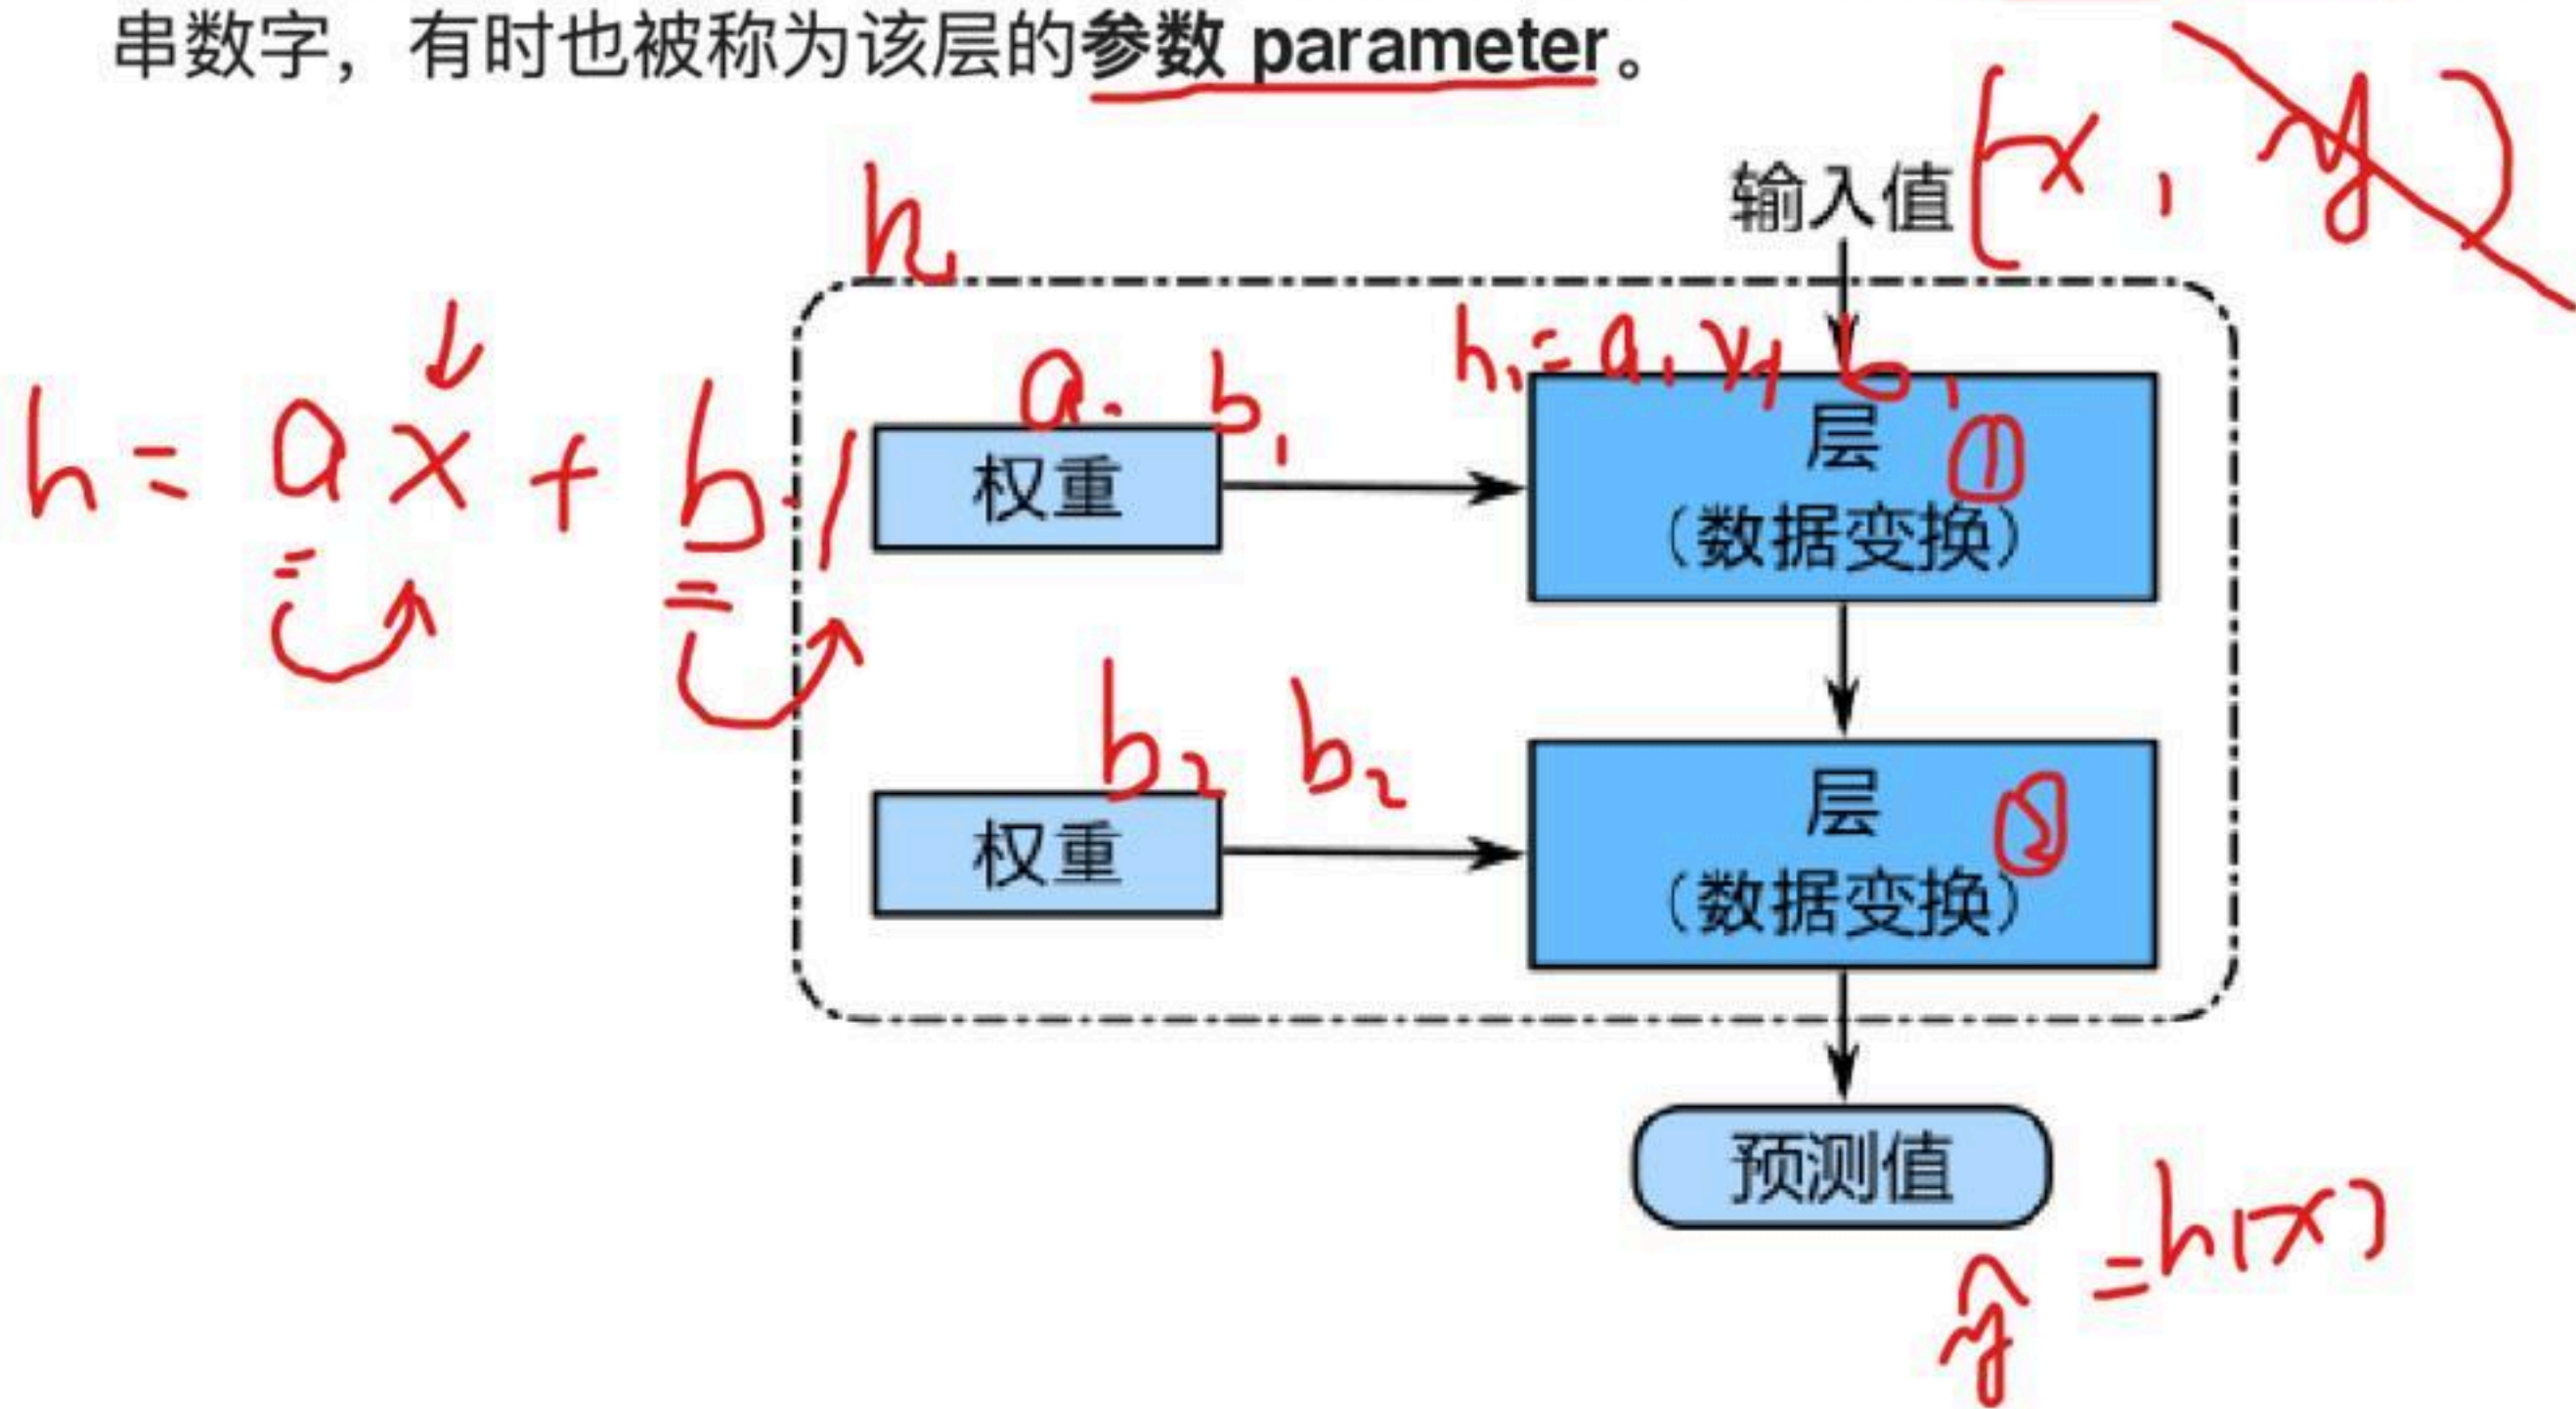 串数字，有时也被称为该层的参数 parameter。
输入值 (x, y)
h
h = ax + b·1
a. b1
h1 = a1x+b1
权重
层 ①
（数据变换）
b2 b2
权重
层 ②
（数据变换）
预测值
ŷ = h(x)